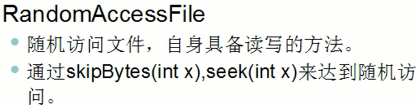 RandomAccessFile
随机访问文件，自身具备读写的方法。
通过skipBytes(int x),seek(int x)来达到随机访
问。